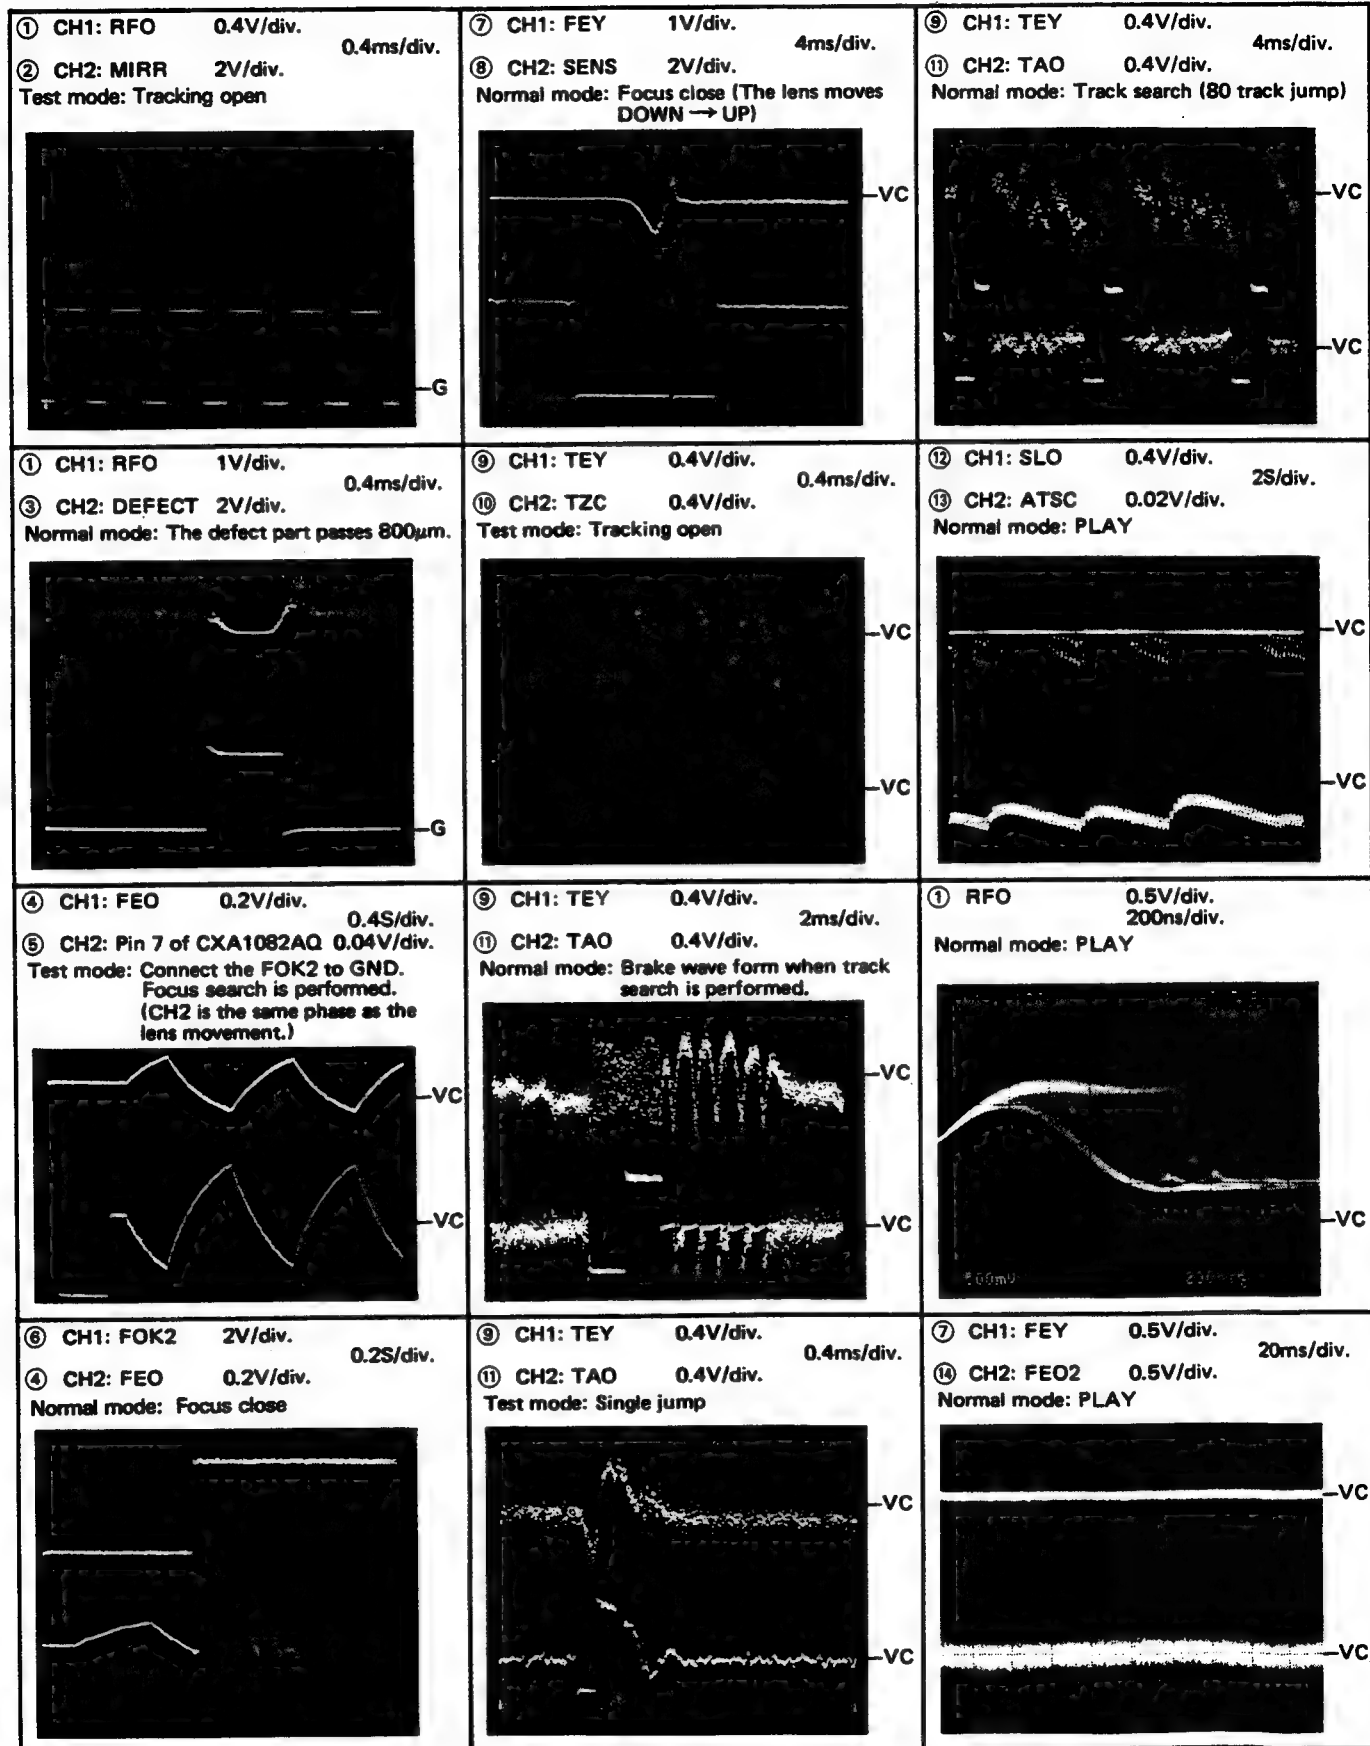 ① CH1: RFO 0.4V/div.
0.4ms/div.
② CH2: MIRR 2V/div.
Test mode: Tracking open
G
⑦ CH1: FEY 1V/div.
4ms/div.
⑧ CH2: SENS 2V/div.
Normal mode: Focus close (The lens moves
DOWN → UP)
VC
⑨ CH1: TEY 0.4V/div.
4ms/div.
⑪ CH2: TAO 0.4V/div.
Normal mode: Track search (80 track jump)
VC
VC
① CH1: RFO 1V/div.
0.4ms/div.
③ CH2: DEFECT 2V/div.
Normal mode: The defect part passes 800µm.
G
⑨ CH1: TEY 0.4V/div.
0.4ms/div.
⑩ CH2: TZC 0.4V/div.
Test mode: Tracking open
VC
VC
⑫ CH1: SLO 0.4V/div.
2S/div.
⑬ CH2: ATSC 0.02V/div.
Normal mode: PLAY
VC
VC
④ CH1: FEO 0.2V/div.
0.4S/div.
⑤ CH2: Pin 7 of CXA1082AQ 0.04V/div.
Test mode: Connect the FOK2 to GND.
Focus search is performed.
(CH2 is the same phase as the
lens movement.)
VC
VC
⑨ CH1: TEY 0.4V/div.
2ms/div.
⑪ CH2: TAO 0.4V/div.
Normal mode: Brake wave form when track
search is performed.
VC
VC
① RFO 0.5V/div.
200ns/div.
Normal mode: PLAY
VC
500mV
⑥ CH1: FOK2 2V/div.
0.2S/div.
④ CH2: FEO 0.2V/div.
Normal mode: Focus close
⑨ CH1: TEY 0.4V/div.
0.4ms/div.
⑪ CH2: TAO 0.4V/div.
Test mode: Single jump
VC
VC
⑦ CH1: FEY 0.5V/div.
20ms/div.
⑭ CH2: FEO2 0.5V/div.
Normal mode: PLAY
VC
VC